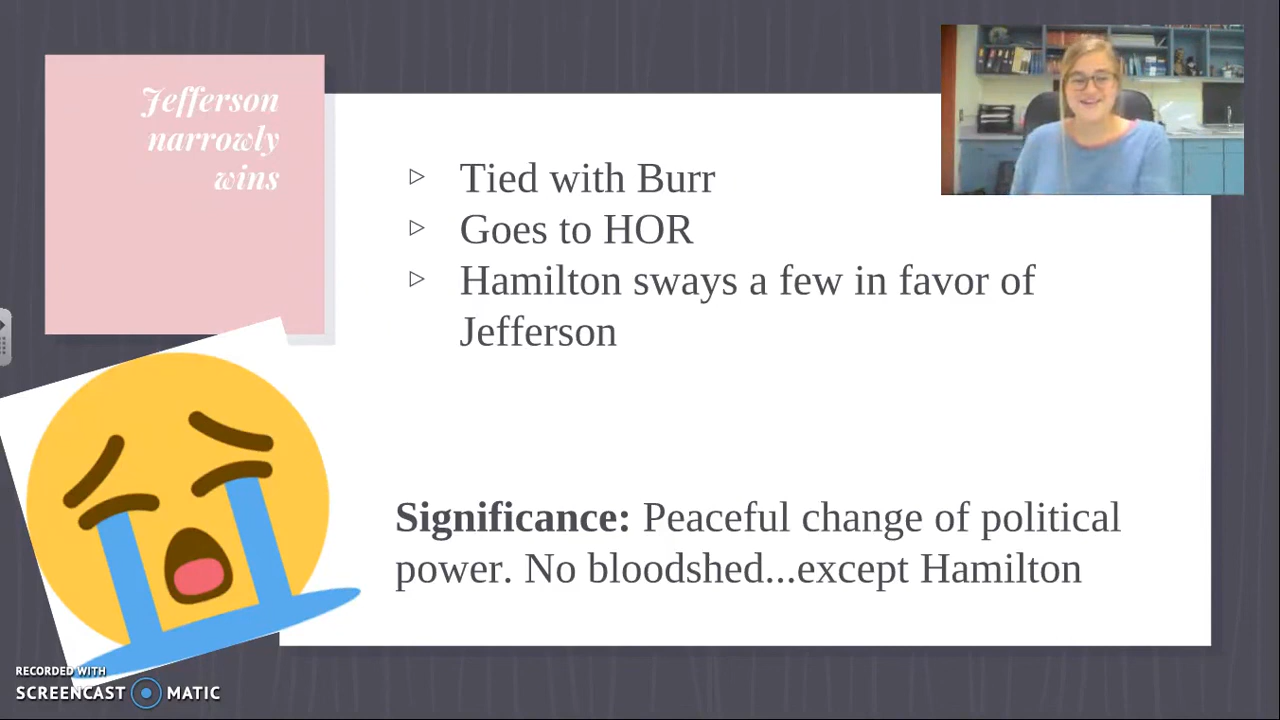 Jefferson
narrowly
wins
Tied with Burr
Goes to HOR
Hamilton sways a few in favor of
Jefferson
Significance: Peaceful change of political
power. No bloodshed...except Hamilton
RECORDED WITH
SCREENCAST MATIC